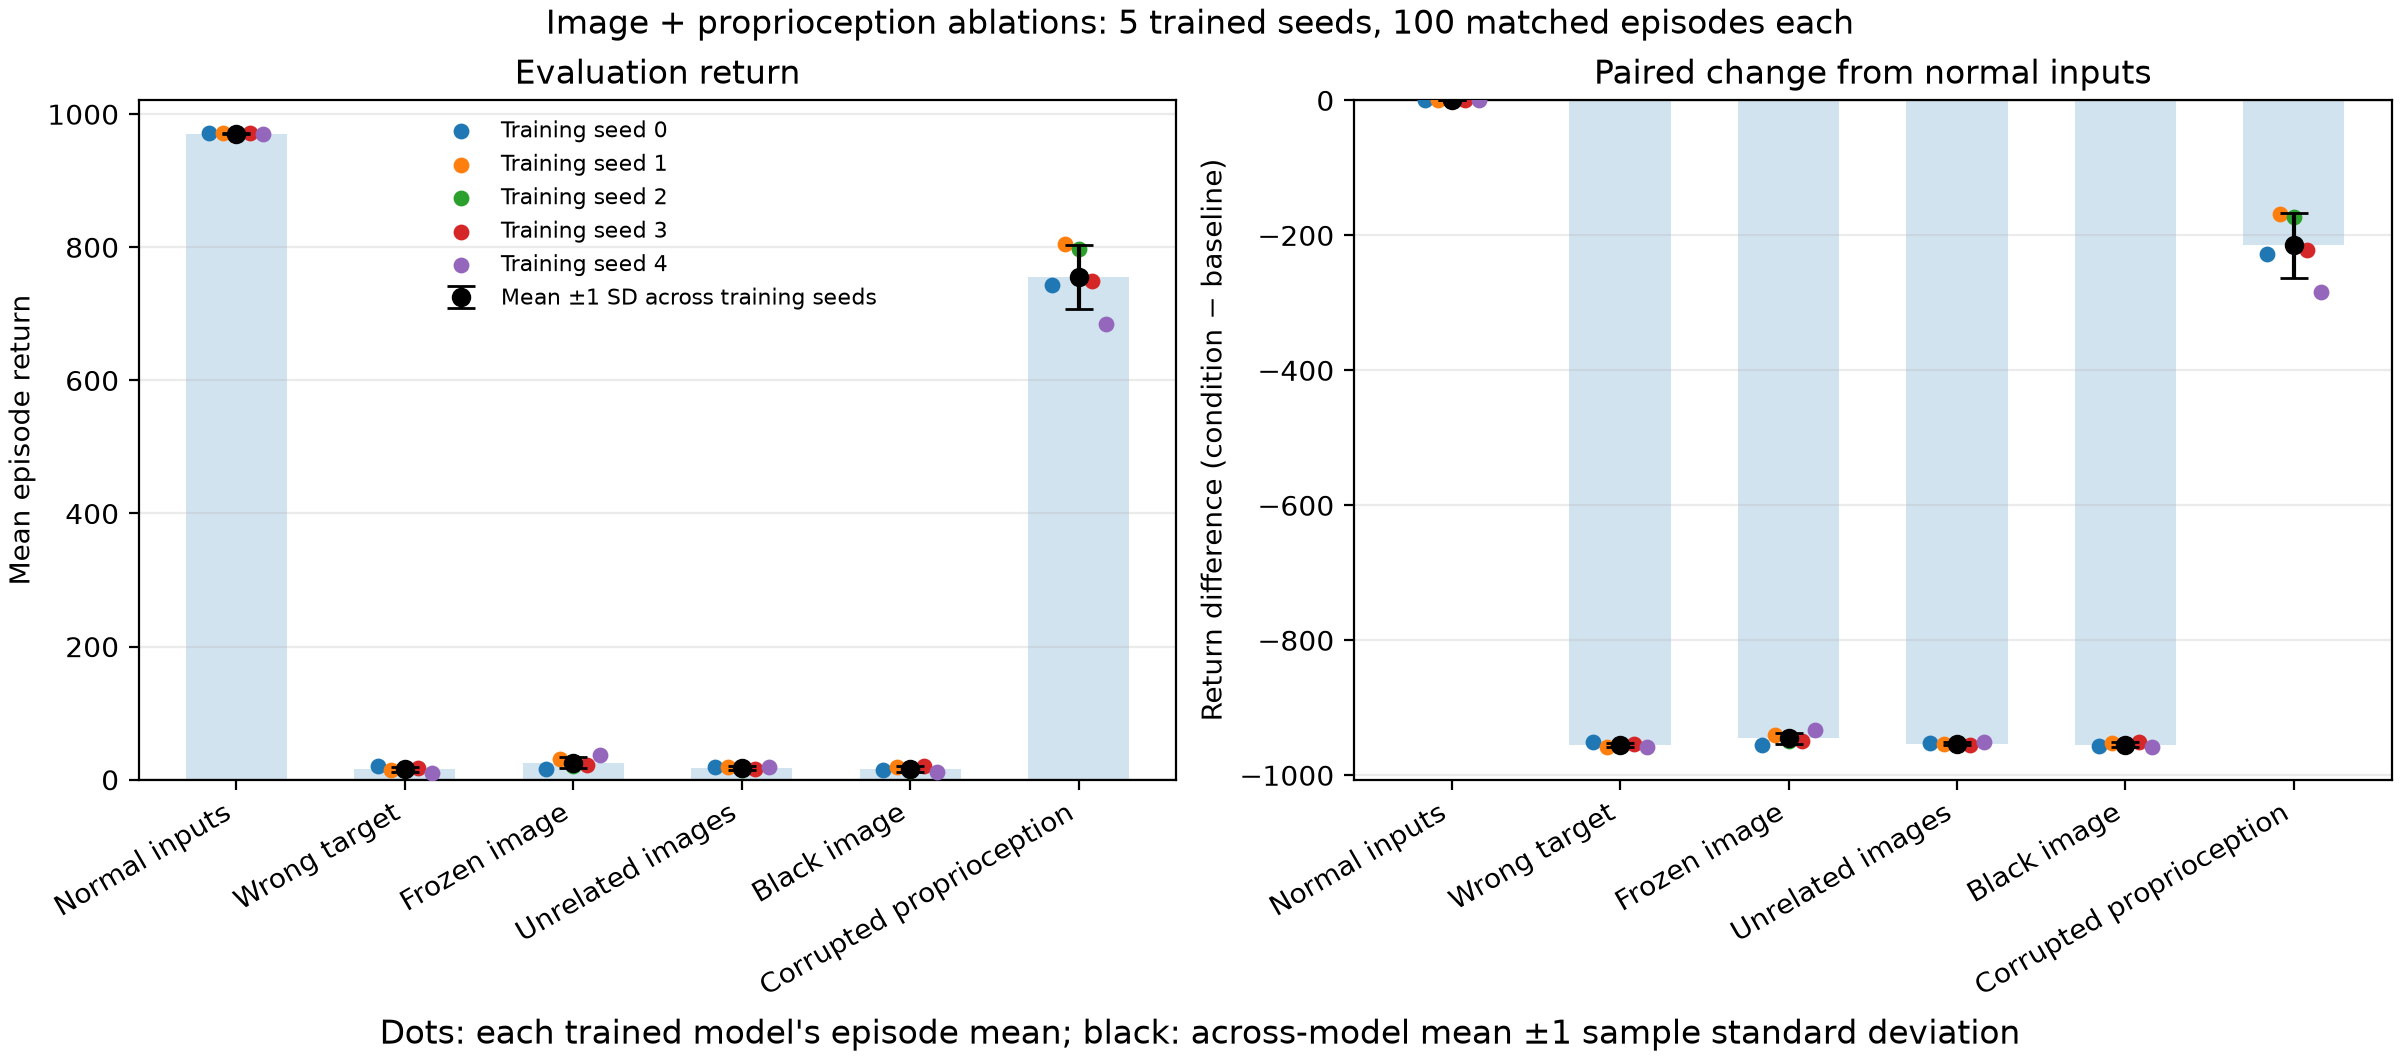 Image + proprioception ablations: 5 trained seeds, 100 matched episodes each
Evaluation return
Mean episode return
1000
800
600
400
200
0
Training seed 0
Training seed 1
Training seed 2
Training seed 3
Training seed 4
Mean ±1 SD across training seeds
Normal inputs
Wrong target
Frozen image
Unrelated images
Black image
Corrupted proprioception
Paired change from normal inputs
Return difference (condition − baseline)
0
−200
−400
−600
−800
−1000
Normal inputs
Wrong target
Frozen image
Unrelated images
Black image
Corrupted proprioception
Dots: each trained model's episode mean; black: across-model mean ±1 sample standard deviation